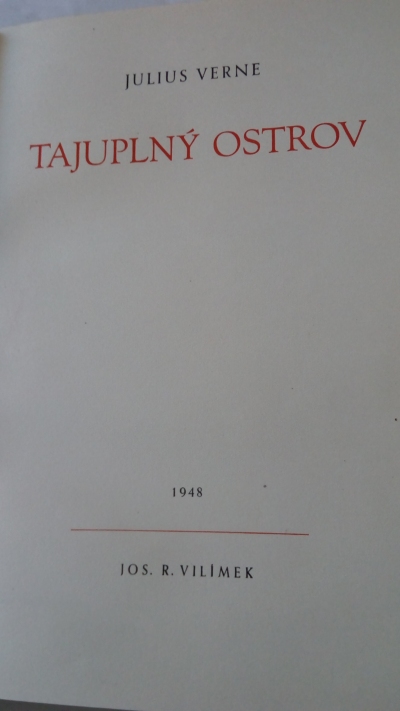 JULIUS VERNE
TAJUPLNÝ OSTROV
1948
JOS. R. VILÍMEK